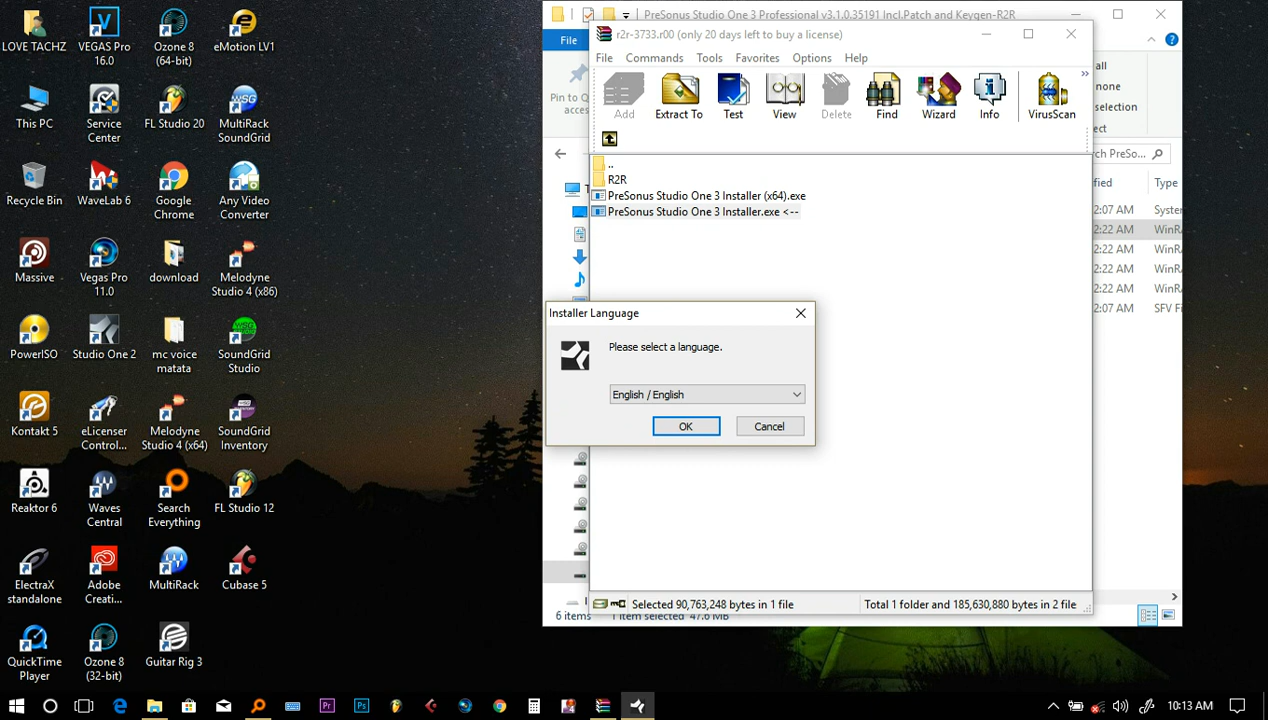 LOVE TACHZ
VEGAS Pro
16.0
Ozone 8
(64-bit)
eMotion LV1
This PC
Service
Center
FL Studio 20
MultiRack
SoundGrid
Recycle Bin
WaveLab 6
Google
Chrome
Any Video
Converter
Massive
Vegas Pro
11.0
download
Melodyne
Studio 4 (x86)
PowerISO
Studio One 2
mc voice
matata
SoundGrid
Studio
Kontakt 5
eLicenser
Control...
Melodyne
Studio 4 (x64)
SoundGrid
Inventory
Reaktor 6
Waves
Central
Search
Everything
FL Studio 12
ElectraX
standalone
Adobe
Creati...
MultiRack
Cubase 5
QuickTime
Player
Ozone 8
(32-bit)
Guitar Rig 3
PreSonus Studio One 3 Professional v3.1.0.35191 Incl.Patch and Keygen-R2R
File
Pin to Q
acces
all
none
selection
ect
rch PreSo...
fied
Type
2:07 AM
Syste
2:22 AM
WinRA
2:22 AM
WinRA
2:22 AM
WinRA
2:22 AM
WinRA
2:07 AM
SFV Fi
6 items
1 item selected 47.6 MB
r2r-3733.r00 (only 20 days left to buy a license)
File Commands Tools Favorites Options Help
Add
Extract To
Test
View
Delete
Find
Wizard
Info
VirusScan
..
R2R
PreSonus Studio One 3 Installer (x64).exe
PreSonus Studio One 3 Installer.exe <--
Selected 90,763,248 bytes in 1 file
Total 1 folder and 185,630,880 bytes in 2 file
Installer Language
Please select a language.
English / English
OK
Cancel
10:13 AM